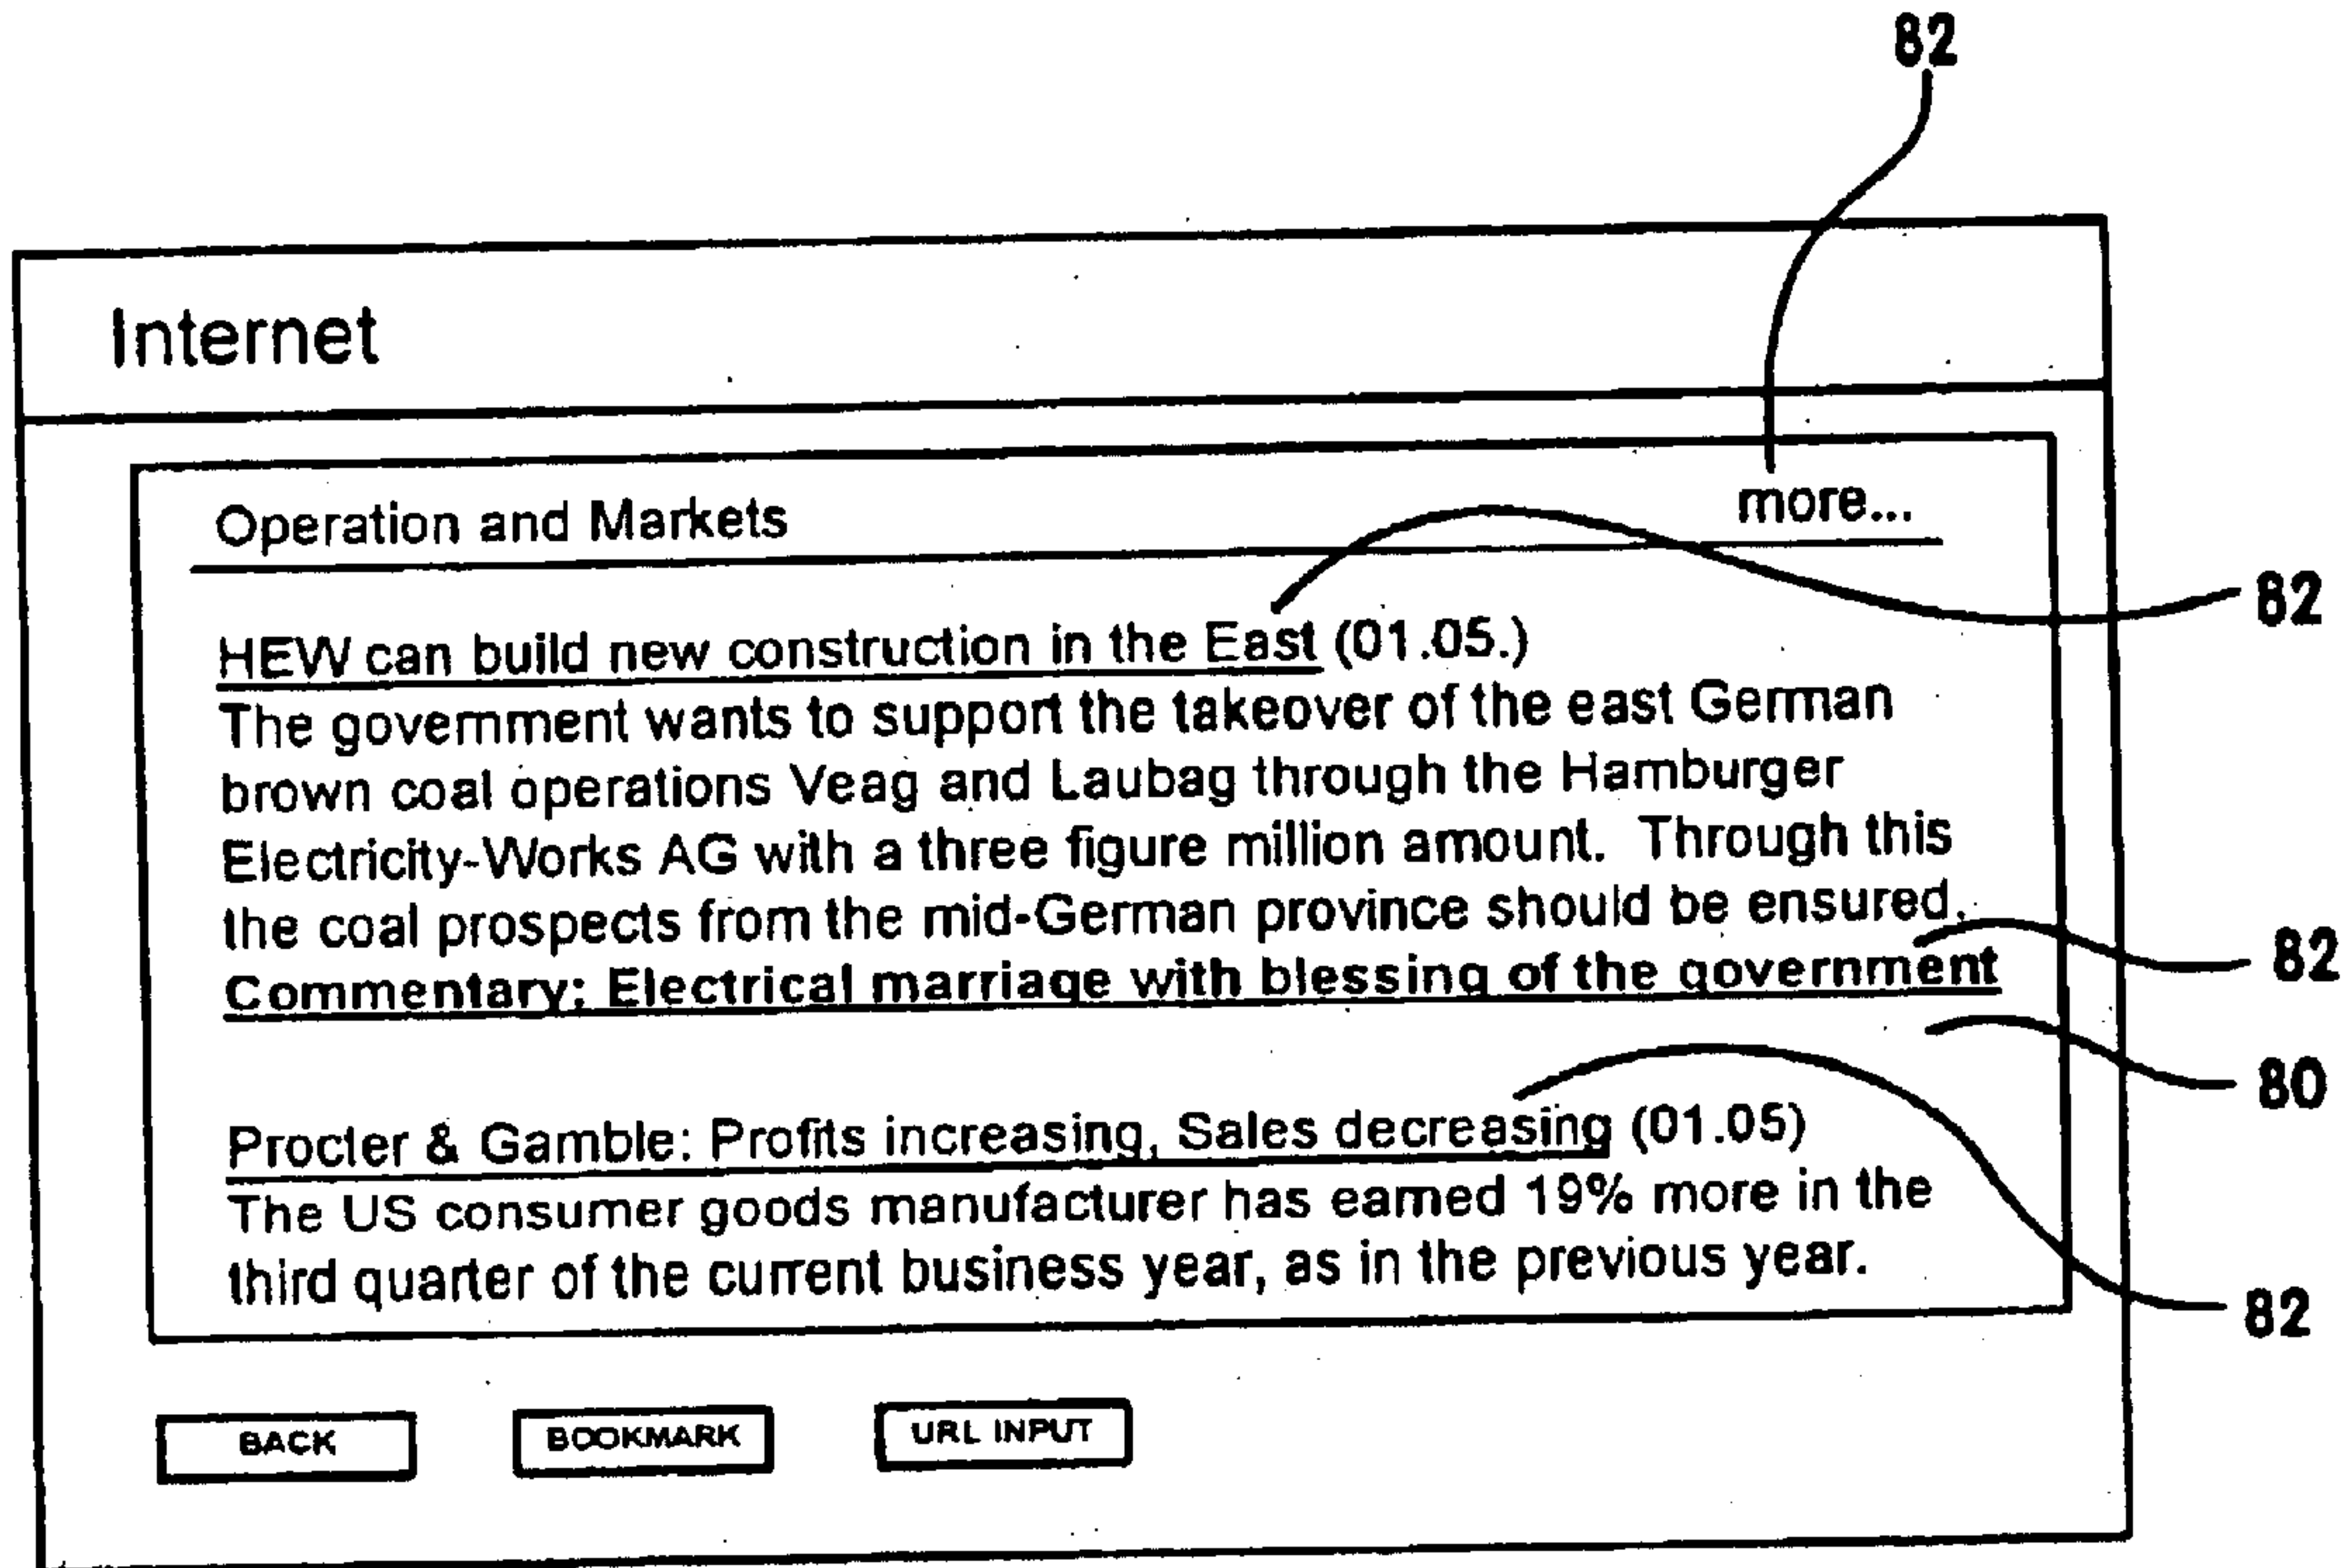 82
Internet
Operation and Markets more...
82
HEW can build new construction in the East (01.05.)
The government wants to support the takeover of the east German
brown coal operations Veag and Laubag through the Hamburger
Electricity-Works AG with a three figure million amount. Through this
the coal prospects from the mid-German province should be ensured.
82
Commentary: Electrical marriage with blessing of the government
80
Procter & Gamble: Profits increasing, Sales decreasing (01.05)
The US consumer goods manufacturer has earned 19% more in the
third quarter of the current business year, as in the previous year.
82
BACK BOOKMARK URL INPUT